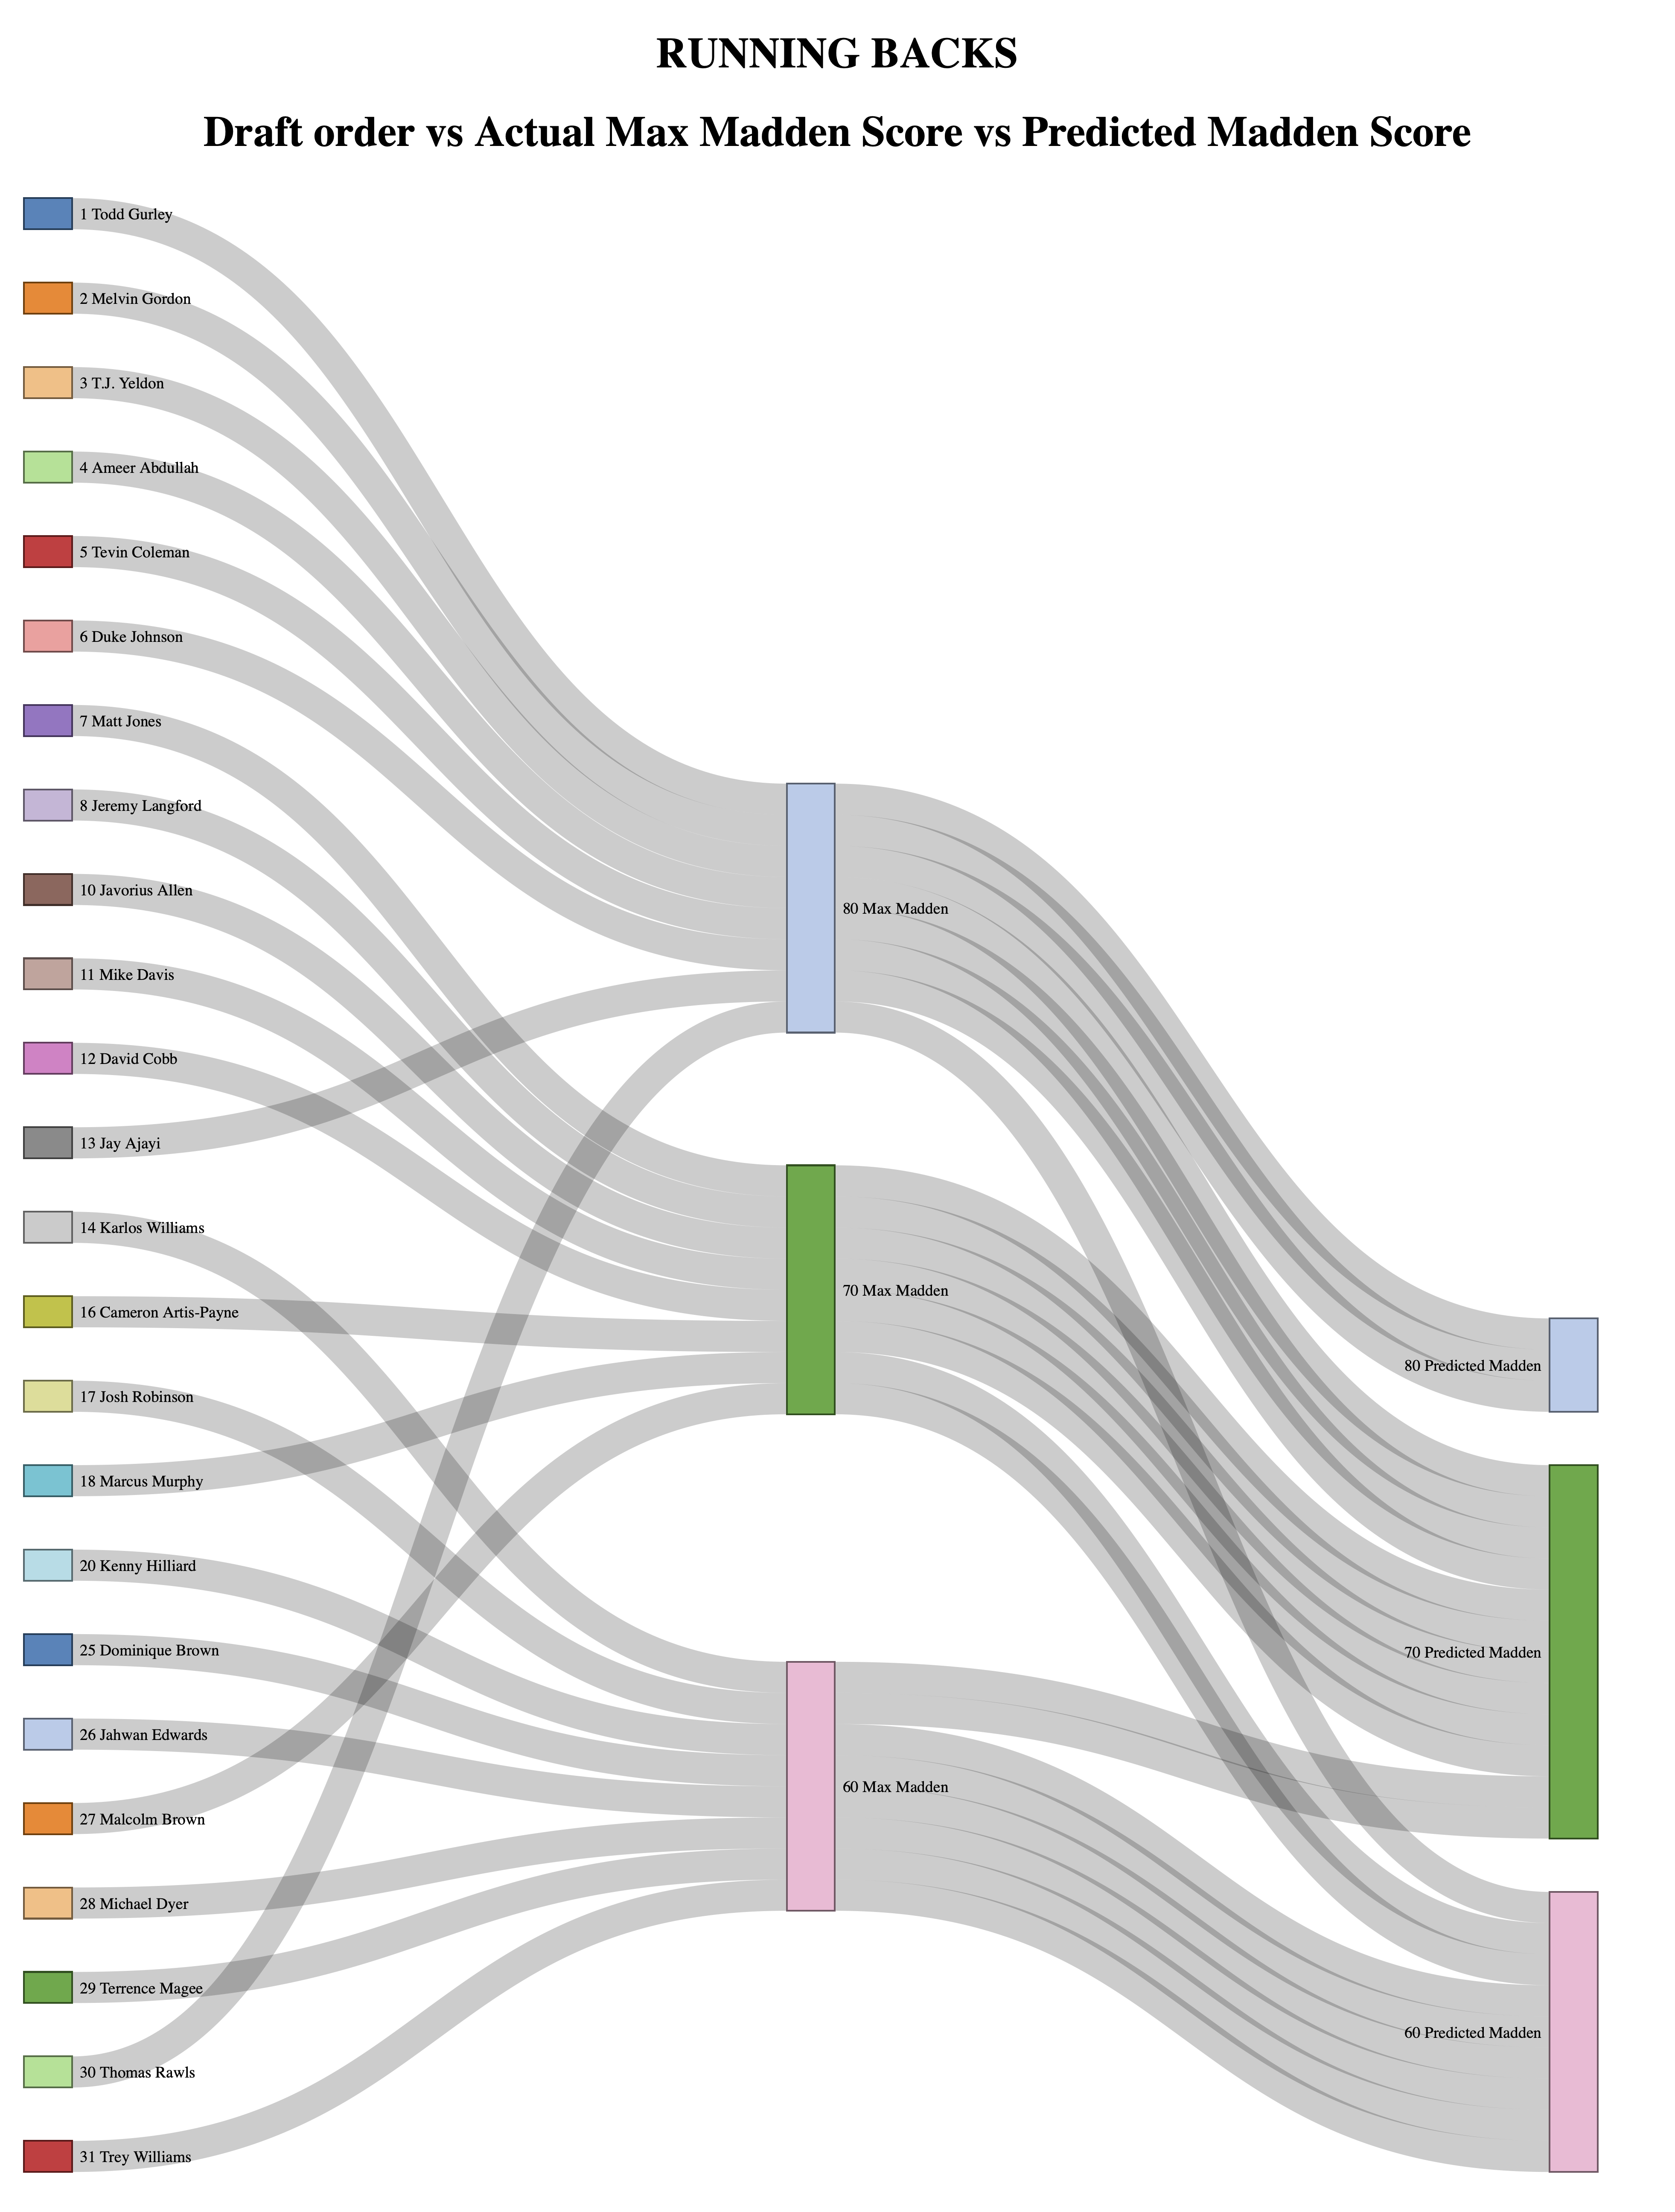 RUNNING BACKS
Draft order vs Actual Max Madden Score vs Predicted Madden Score
1 Todd Gurley
2 Melvin Gordon
3 T.J. Yeldon
4 Ameer Abdullah
5 Tevin Coleman
6 Duke Johnson
7 Matt Jones
8 Jeremy Langford
10 Javorius Allen
11 Mike Davis
12 David Cobb
13 Jay Ajayi
14 Karlos Williams
16 Cameron Artis-Payne
17 Josh Robinson
18 Marcus Murphy
20 Kenny Hilliard
25 Dominique Brown
26 Jahwan Edwards
27 Malcolm Brown
28 Michael Dyer
29 Terrence Magee
30 Thomas Rawls
31 Trey Williams
80 Max Madden
70 Max Madden
60 Max Madden
80 Predicted Madden
70 Predicted Madden
60 Predicted Madden